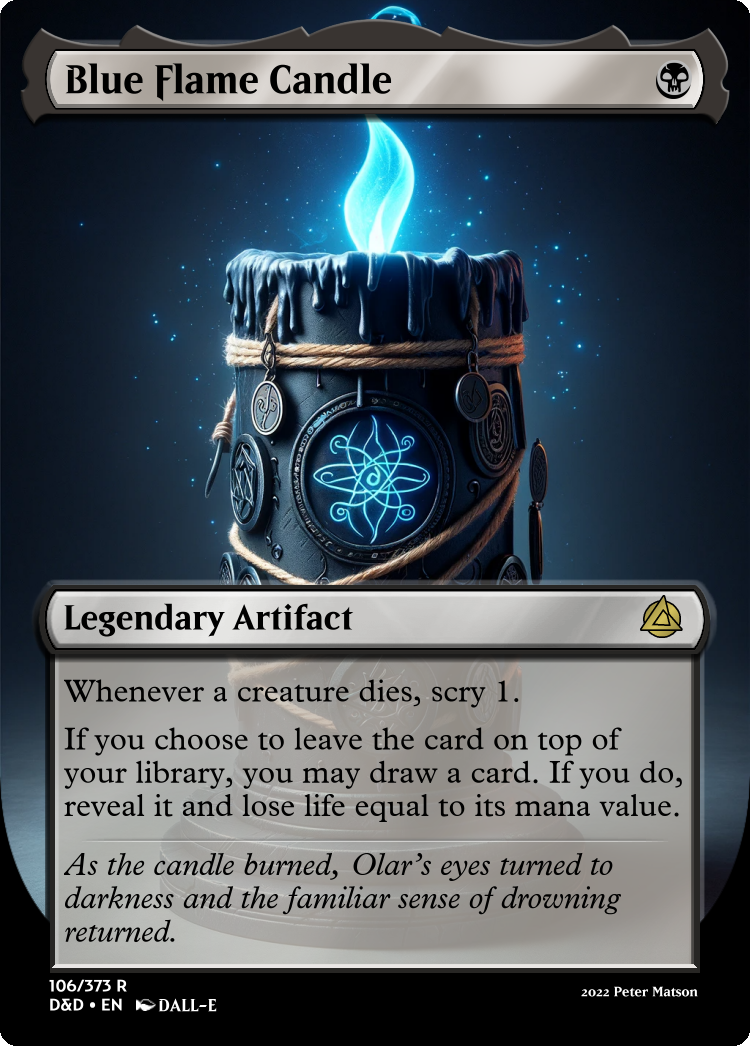 Blue Flame Candle
Legendary Artifact
Whenever a creature dies, scry 1.
If you choose to leave the card on top of
your library, you may draw a card. If you do,
reveal it and lose life equal to its mana value.
As the candle burned, Olar's eyes turned to
darkness and the familiar sense of drowning
returned.
106/373 R
D&D • EN DALL-E
2022 Peter Matson